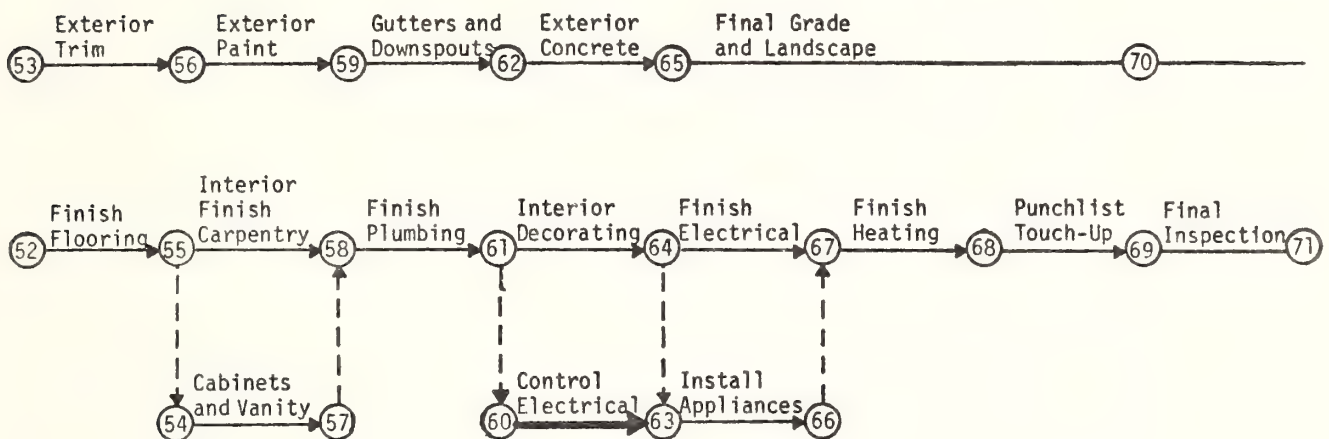 Exterior
Trim
Exterior
Paint
Gutters and
Downspouts
Exterior
Concrete
Final Grade
and Landscape
53
56
59
62
65
70
Finish
Flooring
Interior
Finish
Carpentry
Finish
Plumbing
Interior
Decorating
Finish
Electrical
Finish
Heating
Punchlist
Touch-Up
Final
Inspection
52
55
58
61
64
67
68
69
71
Cabinets
and Vanity
Control
Electrical
Install
Appliances
54
57
60
63
66